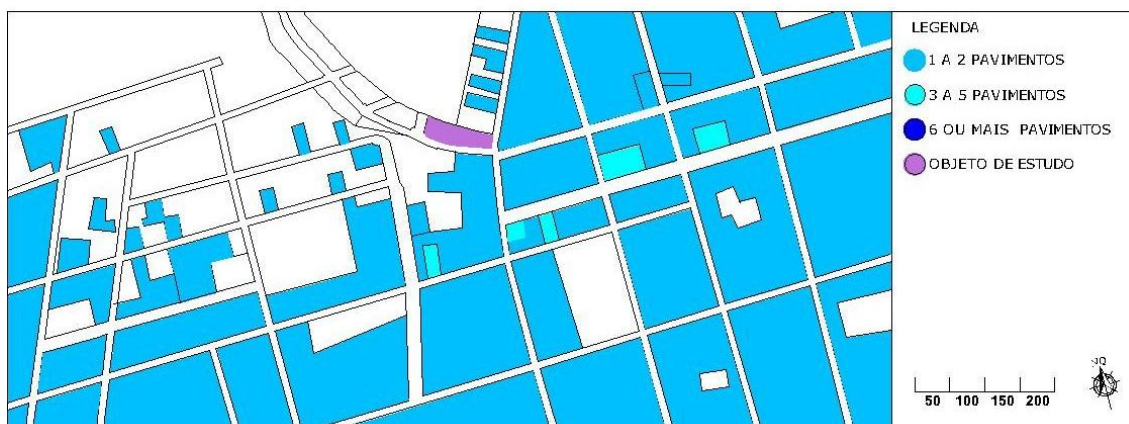 LEGENDA
1 A 2 PAVIMENTOS
3 A 5 PAVIMENTOS
6 OU MAIS PAVIMENTOS
OBJETO DE ESTUDO
50 100 150 200